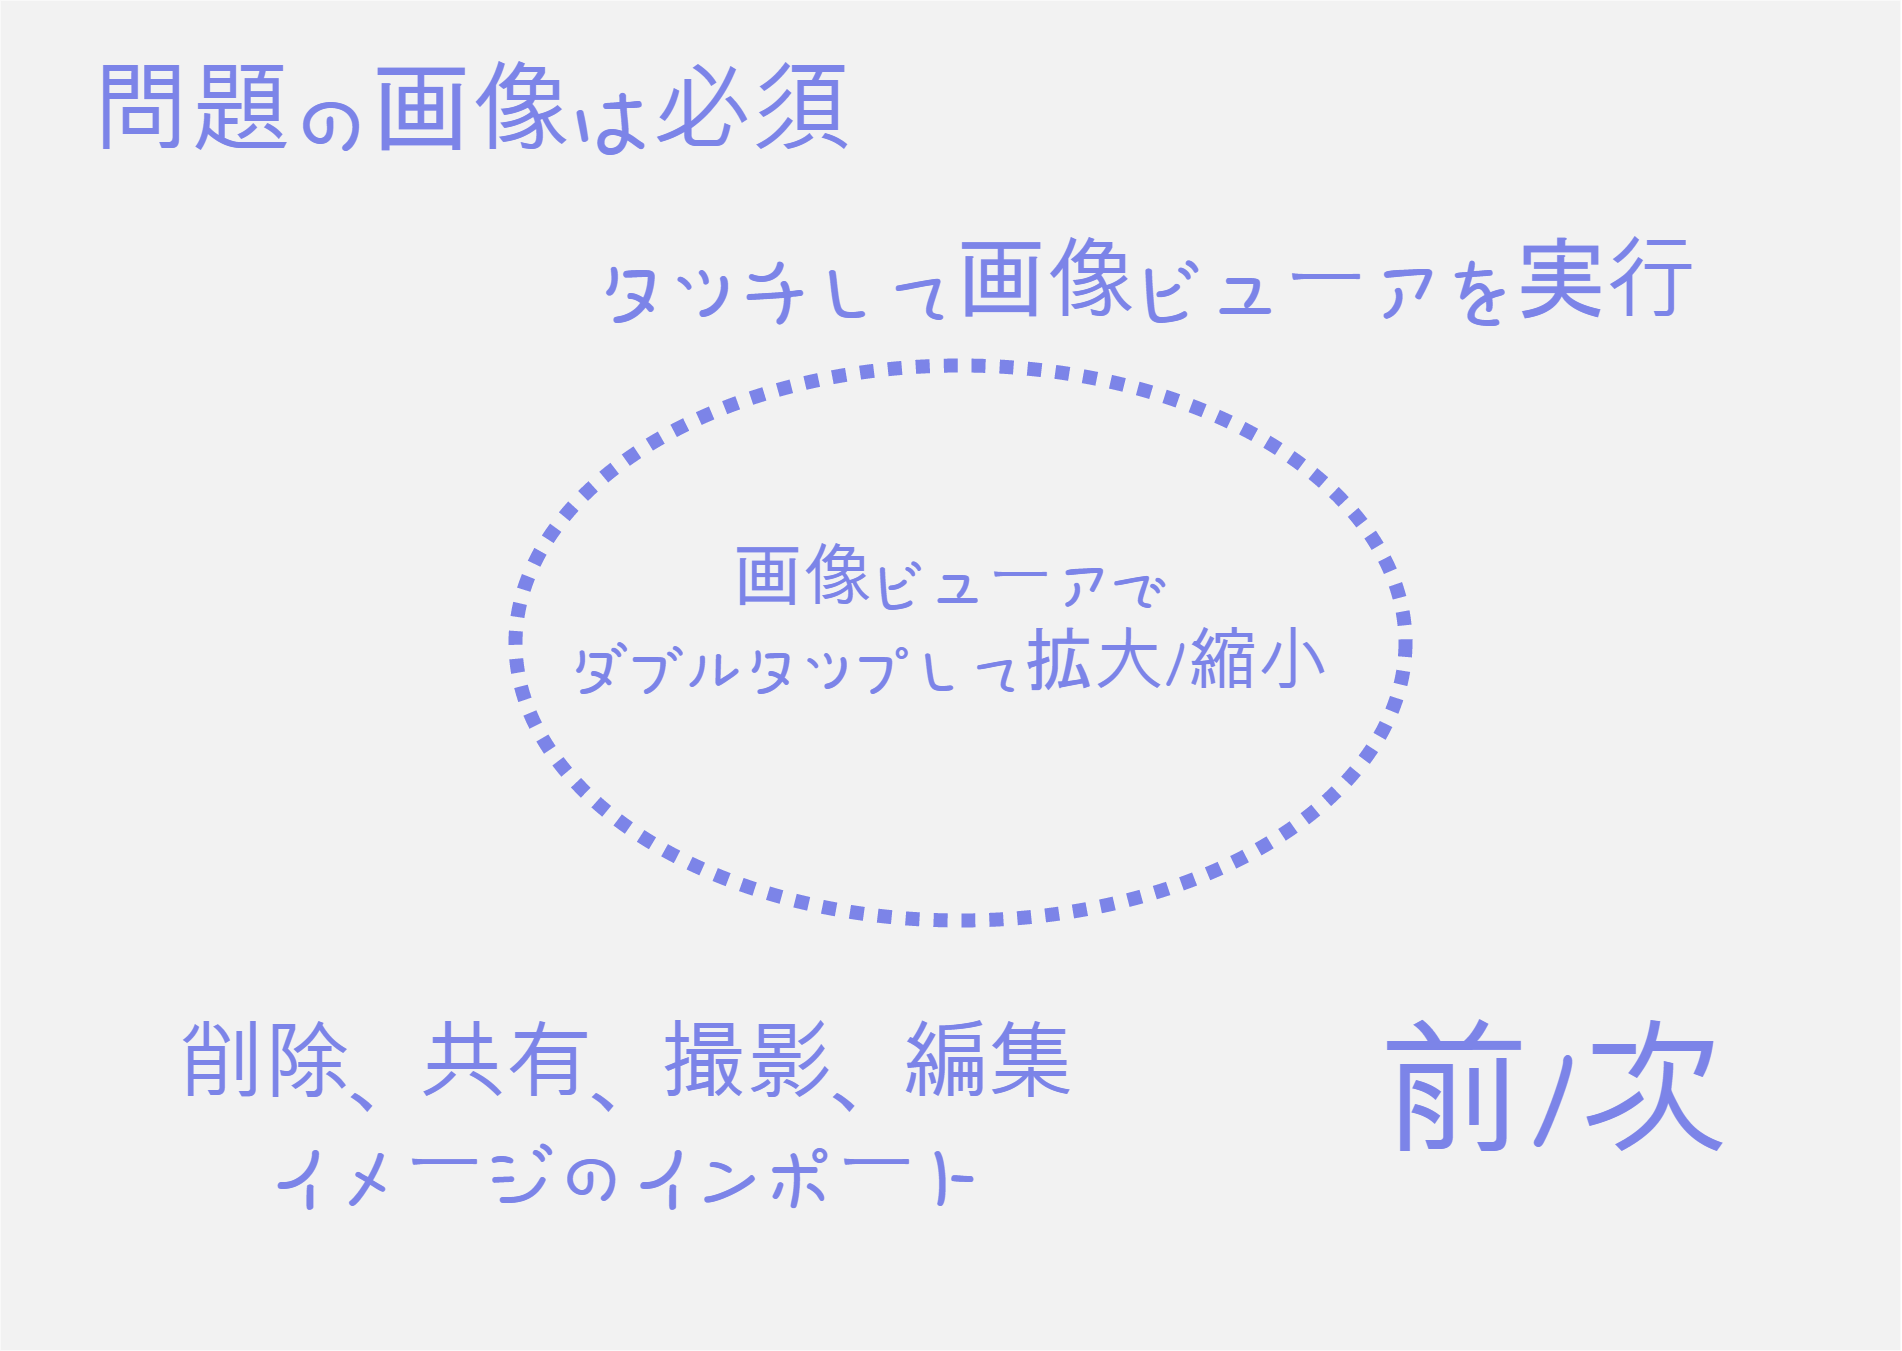 問題の画像は必須
タッチして画像ビューアを実行
画像ビューアで
ダブルタップして拡大/縮小
削除、共有、撮影、編集
イメージのインポート
前/次